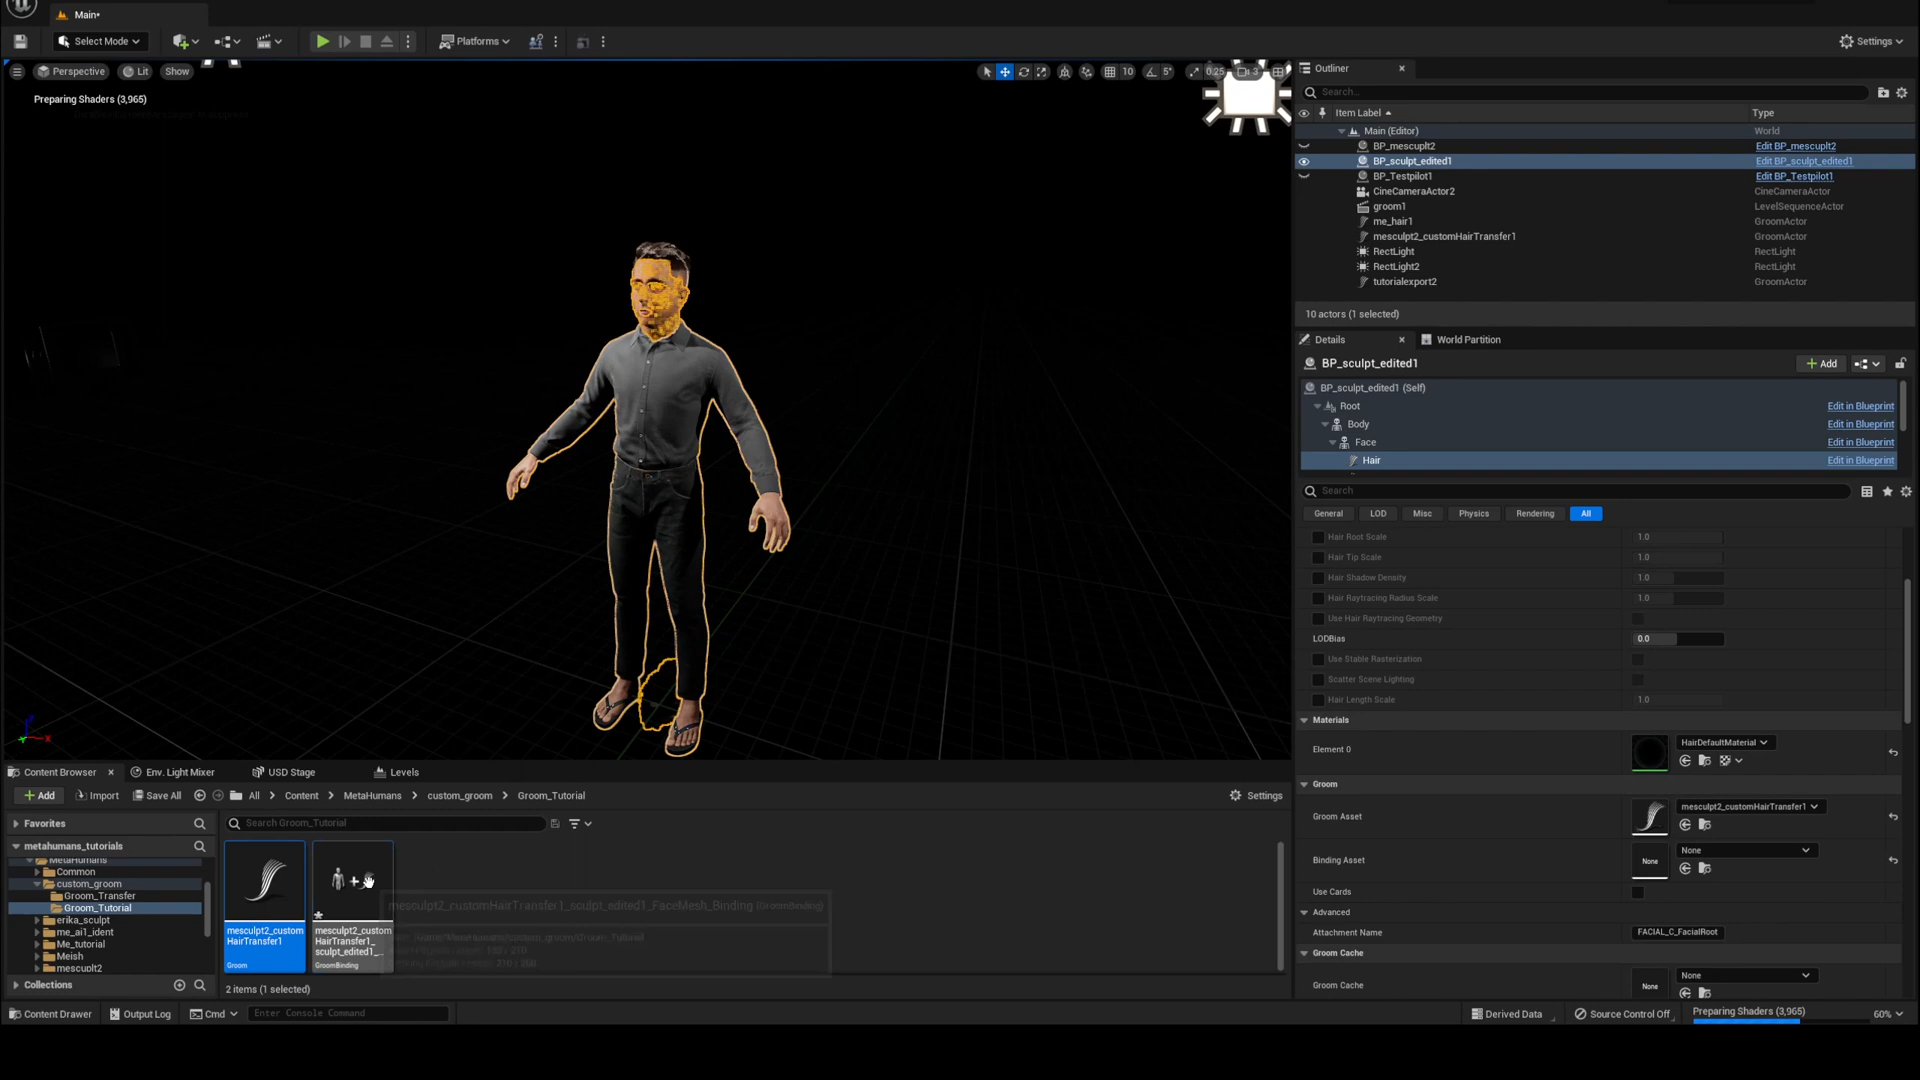 Main•
Select Mode
Platforms
Settings
Perspective
Lit
Show
10
5°
0.25
3
Preparing Shaders (3,965)
Outliner
Search...
Item Label
Type
Main (Editor)
World
BP_mescuplt2
Edit BP_mescuplt2
BP_sculpt_edited1
Edit BP_sculpt_edited1
BP_Testpilot1
Edit BP_Testpilot1
CineCameraActor2
CineCameraActor
groom1
LevelSequenceActor
me_hair1
GroomActor
mesculpt2_customHairTransfer1
GroomActor
RectLight
RectLight
RectLight2
RectLight
tutorialexport2
GroomActor
10 actors (1 selected)
Details
World Partition
BP_sculpt_edited1
Add
BP_sculpt_edited1 (Self)
Root
Edit in Blueprint
Body
Edit in Blueprint
Face
Edit in Blueprint
Hair
Edit in Blueprint
Search
General
LOD
Misc
Physics
Rendering
All
Hair Root Scale
1.0
Hair Tip Scale
1.0
Hair Shadow Density
1.0
Hair Raytracing Radius Scale
1.0
Use Hair Raytracing Geometry
LODBias
0.0
Use Stable Rasterization
Scatter Scene Lighting
Hair Length Scale
1.0
Materials
Element 0
HairDefaultMaterial
Groom
Groom Asset
mesculpt2_customHairTransfer1
Binding Asset
None
None
Use Cards
Advanced
Attachment Name
FACIAL_C_FacialRoot
Groom Cache
Groom Cache
None
None
Content Browser
Env. Light Mixer
USD Stage
Levels
Add
Import
Save All
All
Content
MetaHumans
custom_groom
Groom_Tutorial
Settings
Favorites
Search Groom_Tutorial
metahumans_tutorials
MetaHumans
Common
custom_groom
Groom_Transfer
Groom_Tutorial
erika_sculpt
me_ai1_ident
Me_tutorial
Meish
mescuplt2
Collections
mesculpt2_custom
HairTransfer1
Groom
mesculpt2_custom
HairTransfer1_
sculpt_edited1_...
GroomBinding
mesculpt2_customHairTransfer1_sculpt_edited1_FaceMesh_Binding (GroomBinding)
2 items (1 selected)
Content Drawer
Output Log
Cmd
Enter Console Command
Derived Data
Source Control Off
Preparing Shaders (3,965)
60%